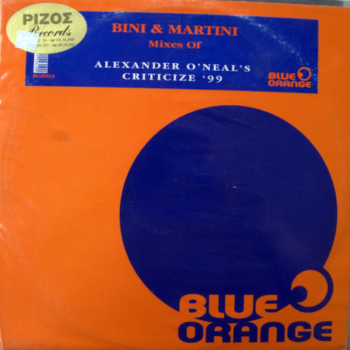 ΡΙΖΟΣ
Records
BINI & MARTINI
Mixes Of
ALEXANDER O'NEAL'S
CRITICIZE '99
BLUE
ORANGE
BLUE
ORANGE